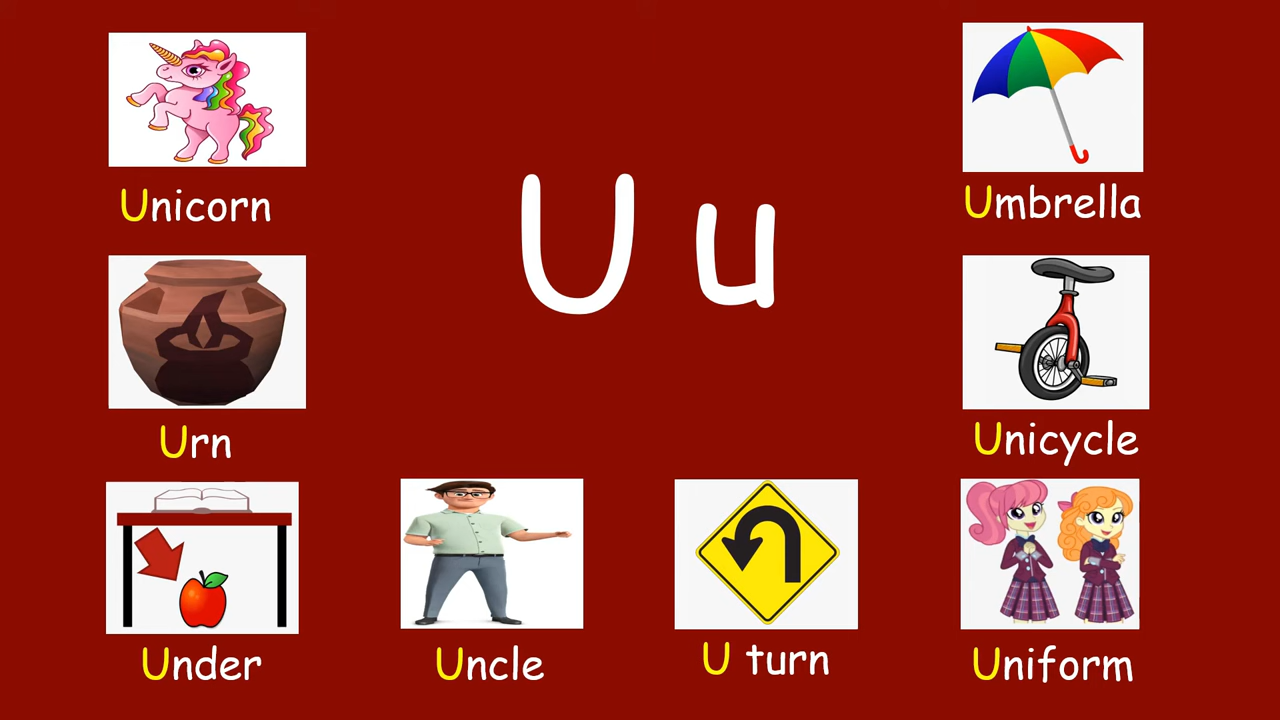 U u
Unicorn
Umbrella
Urn
Unicycle
Under
Uncle
U turn
Uniform